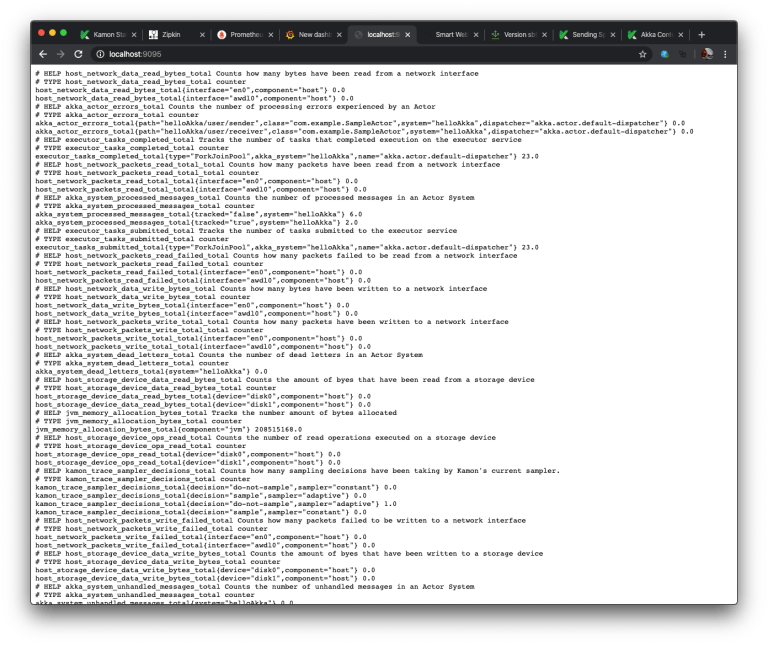 Kamon Sta
Zipkin
Prometheu
New dashb
localhost:9
Smart Web
Version sb
Sending Sp
Akka Cont
localhost:9095
# HELP host_network_data_read_bytes_total Counts how many bytes have been read from a network interface
# TYPE host_network_data_read_bytes_total counter
host_network_data_read_bytes_total{interface="en0",component="host"} 0.0
host_network_data_read_bytes_total{interface="awdl0",component="host"} 0.0
# HELP akka_actor_errors_total Counts the number of processing errors experienced by an Actor
# TYPE akka_actor_errors_total counter
akka_actor_errors_total{path="helloAkka/user/sender",class="com.example.SampleActor",system="helloAkka",dispatcher="akka.actor.default-dispatcher"} 0.0
akka_actor_errors_total{path="helloAkka/user/receiver",class="com.example.SampleActor",system="helloAkka",dispatcher="akka.actor.default-dispatcher"} 0.0
# HELP executor_tasks_completed_total Tracks the number of tasks that completed execution on the executor service
# TYPE executor_tasks_completed_total counter
executor_tasks_completed_total{type="ForkJoinPool",akka_system="helloAkka",name="akka.actor.default-dispatcher"} 23.0
# HELP host_network_packets_read_total_total Counts how many packets have been read from a network interface
# TYPE host_network_packets_read_total_total counter
host_network_packets_read_total_total{interface="en0",component="host"} 0.0
host_network_packets_read_total_total{interface="awdl0",component="host"} 0.0
# HELP akka_system_processed_messages_total Counts the number of processed messages in an Actor System
# TYPE akka_system_processed_messages_total counter
akka_system_processed_messages_total{tracked="false",system="helloAkka"} 6.0
akka_system_processed_messages_total{tracked="true",system="helloAkka"} 2.0
# HELP executor_tasks_submitted_total Tracks the number of tasks submitted to the executor service
# TYPE executor_tasks_submitted_total counter
executor_tasks_submitted_total{type="ForkJoinPool",akka_system="helloAkka",name="akka.actor.default-dispatcher"} 23.0
# HELP host_network_packets_read_failed_total Counts how many packets failed to be read from a network interface
# TYPE host_network_packets_read_failed_total counter
host_network_packets_read_failed_total{interface="en0",component="host"} 0.0
host_network_packets_read_failed_total{interface="awdl0",component="host"} 0.0
# HELP host_network_data_write_bytes_total Counts how many bytes have been written to a network interface
# TYPE host_network_data_write_bytes_total counter
host_network_data_write_bytes_total{interface="en0",component="host"} 0.0
host_network_data_write_bytes_total{interface="awdl0",component="host"} 0.0
# HELP host_network_packets_write_total_total Counts how many packets have been written to a network interface
# TYPE host_network_packets_write_total_total counter
host_network_packets_write_total_total{interface="en0",component="host"} 0.0
host_network_packets_write_total_total{interface="awdl0",component="host"} 0.0
# HELP akka_system_dead_letters_total Counts the number of dead letters in an Actor System
# TYPE akka_system_dead_letters_total counter
akka_system_dead_letters_total{system="helloAkka"} 0.0
# HELP host_storage_device_data_read_bytes_total Counts the amount of byes that have been read from a storage device
# TYPE host_storage_device_data_read_bytes_total counter
host_storage_device_data_read_bytes_total{device="disk0",component="host"} 0.0
host_storage_device_data_read_bytes_total{device="disk1",component="host"} 0.0
# HELP jvm_memory_allocation_bytes_total Tracks the number amount of bytes allocated
# TYPE jvm_memory_allocation_bytes_total counter
jvm_memory_allocation_bytes_total{component="jvm"} 208515168.0
# HELP host_storage_device_ops_read_total Counts the number of read operations executed on a storage device
# TYPE host_storage_device_ops_read_total counter
host_storage_device_ops_read_total{device="disk0",component="host"} 0.0
host_storage_device_ops_read_total{device="disk1",component="host"} 0.0
# HELP kamon_trace_sampler_decisions_total Counts how many sampling decisions have been taking by Kamon's current sampler.
# TYPE kamon_trace_sampler_decisions_total counter
kamon_trace_sampler_decisions_total{decision="do-not-sample",sampler="constant"} 0.0
kamon_trace_sampler_decisions_total{decision="sample",sampler="adaptive"} 0.0
kamon_trace_sampler_decisions_total{decision="do-not-sample",sampler="adaptive"} 1.0
kamon_trace_sampler_decisions_total{decision="sample",sampler="constant"} 0.0
# HELP host_network_packets_write_failed_total Counts how many packets failed to be written to a network interface
# TYPE host_network_packets_write_failed_total counter
host_network_packets_write_failed_total{interface="en0",component="host"} 0.0
host_network_packets_write_failed_total{interface="awdl0",component="host"} 0.0
# HELP host_storage_device_data_write_bytes_total Counts the amount of byes that have been written to a storage device
# TYPE host_storage_device_data_write_bytes_total counter
host_storage_device_data_write_bytes_total{device="disk0",component="host"} 0.0
host_storage_device_data_write_bytes_total{device="disk1",component="host"} 0.0
# HELP akka_system_unhandled_messages_total Counts the number of unhandled messages in an Actor System
# TYPE akka_system_unhandled_messages_total counter
akka_system_unhandled_messages_total{system="helloAkka"} 0.0